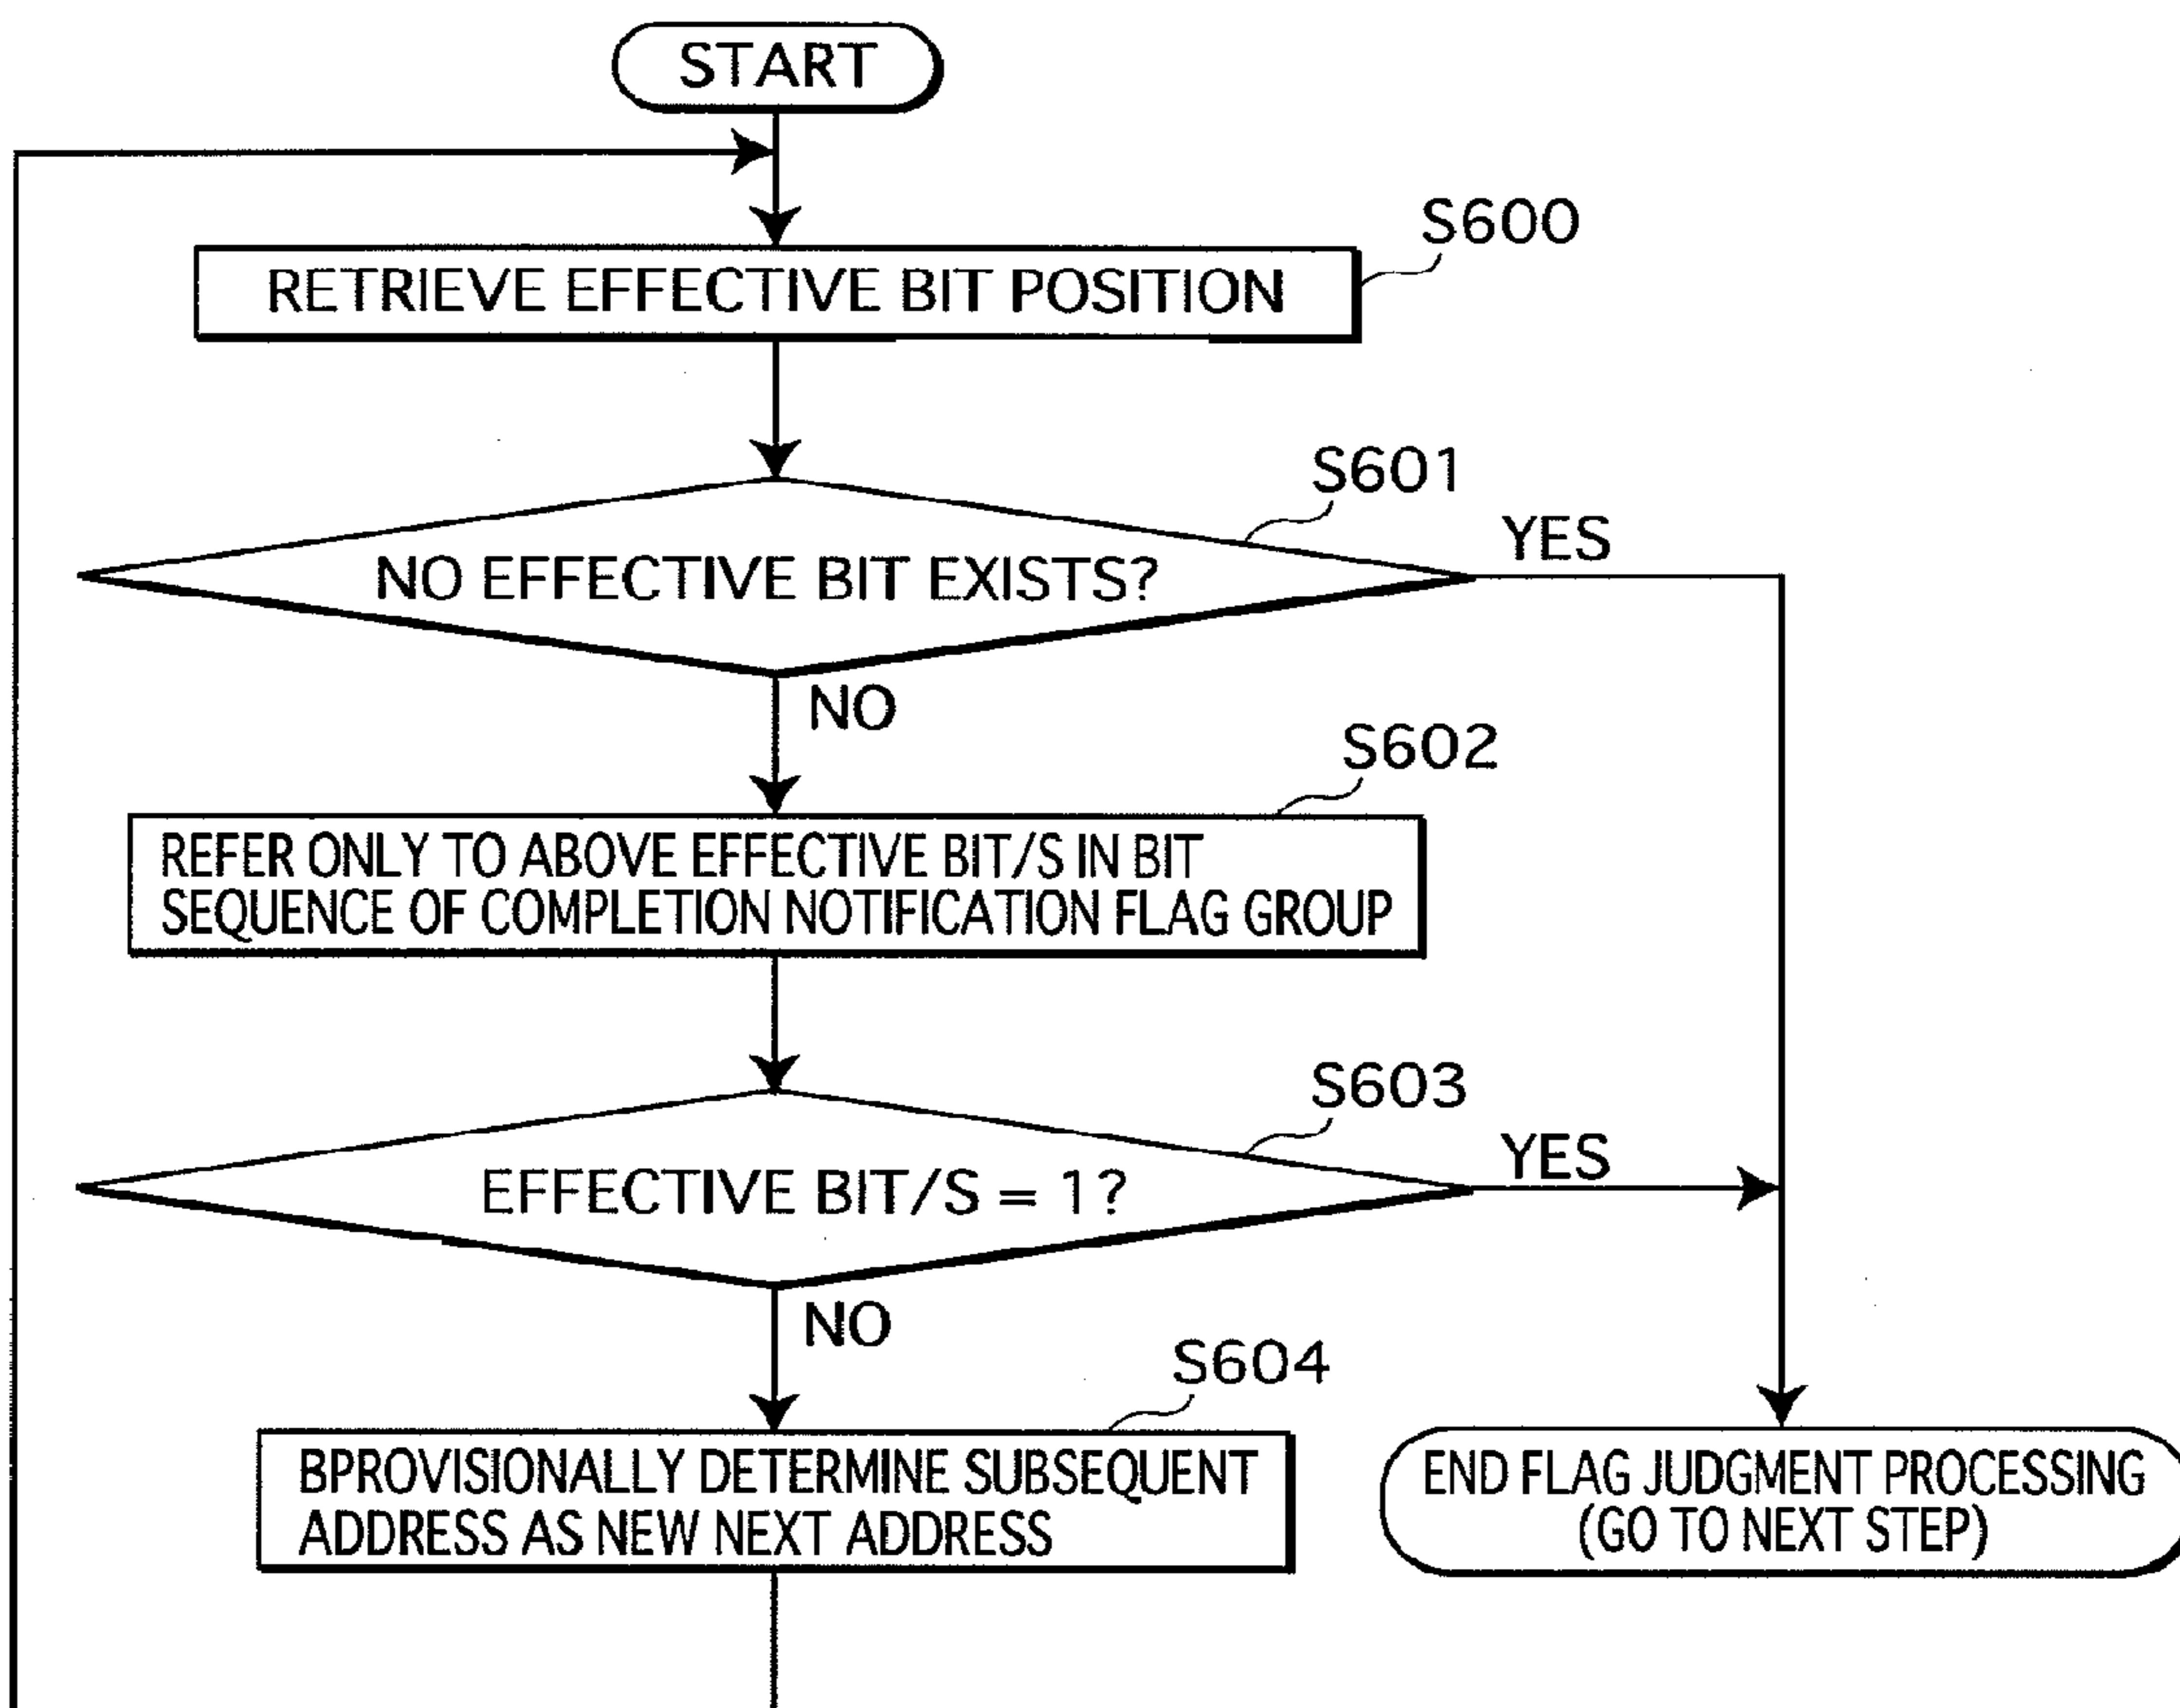 START
S600
RETRIEVE EFFECTIVE BIT POSITION
S601
NO EFFECTIVE BIT EXISTS?
YES
NO
S602
REFER ONLY TO ABOVE EFFECTIVE BIT/S IN BIT
SEQUENCE OF COMPLETION NOTIFICATION FLAG GROUP
S603
EFFECTIVE BIT/S = 1?
YES
NO
S604
BPROVISIONALLY DETERMINE SUBSEQUENT
ADDRESS AS NEW NEXT ADDRESS
END FLAG JUDGMENT PROCESSING
(GO TO NEXT STEP)